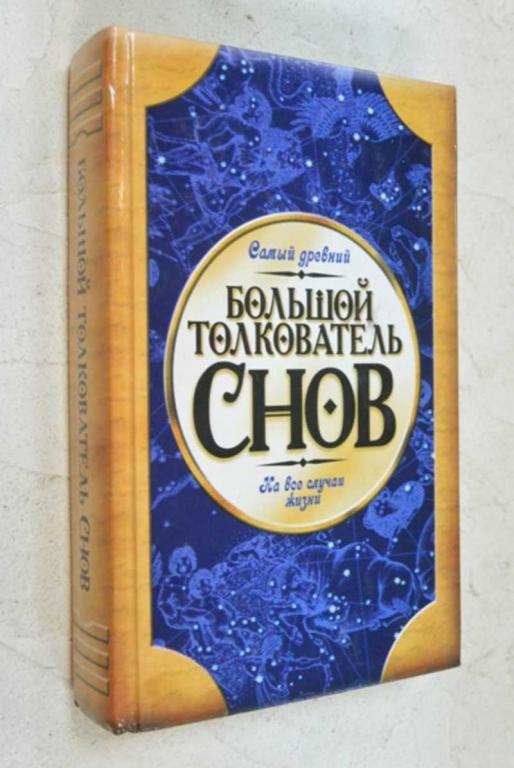 Самый древний
БОЛЬШОЙ
ТОЛКОВАТЕЛЬ
СНОВ
На все случаи
жизни
БОЛЬШОЙ ТОЛКОВАТЕЛЬ СНОВ